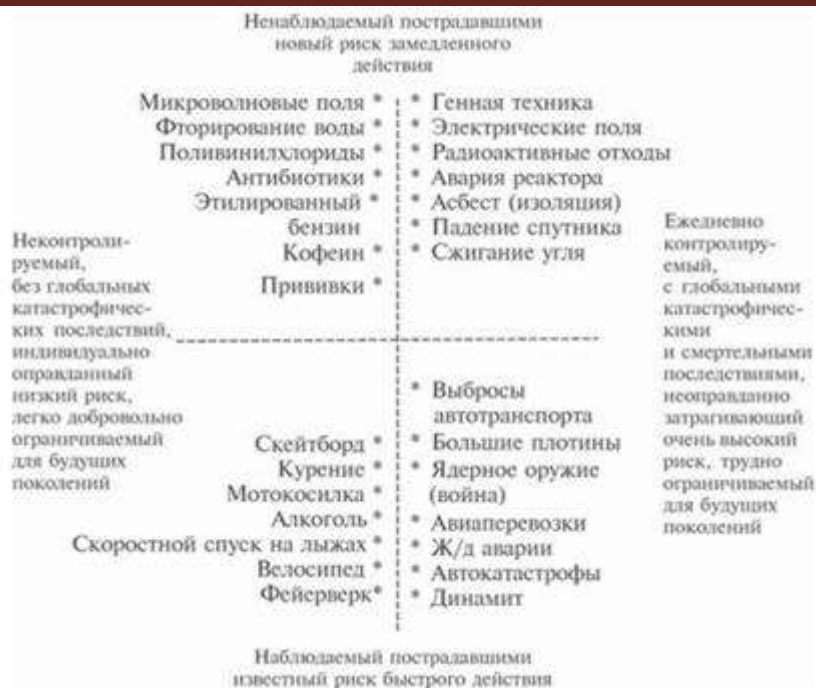 Ненаблюдаемый пострадавшими
новый риск замедленного
действия
Микроволновые поля *
Фторирование воды *
Поливинилхлориды *
Антибиотики *
Этилированный *
бензин
Кофеин *
Прививки *
* Генная техника
* Электрические поля
* Радиоактивные отходы
* Авария реактора
* Асбест (изоляция)
* Падение спутника
* Сжигание угля
Неконтроли-
руемый,
без глобальных
катастрофичес-
ких последствий,
индивидуально
оправданный
низкий риск,
легко добровольно
ограничиваемый
для будущих
поколений
Ежедневно
контролиру-
емый,
с глобальными
катастрофичес-
кими
и смертельными
последствиями,
неоправданно
затрагивающий
очень высокий
риск, трудно
ограничиваемый
для будущих
поколений
Скейтборд *
Курение *
Мотокосилка *
Алкоголь *
Скоростной спуск на лыжах *
Велосипед *
Фейерверк*
* Выбросы
автотранспорта
* Большие плотины
* Ядерное оружие
(война)
* Авиаперевозки
* Ж/д аварии
* Автокатастрофы
* Динамит
Наблюдаемый пострадавшими
известный риск быстрого действия